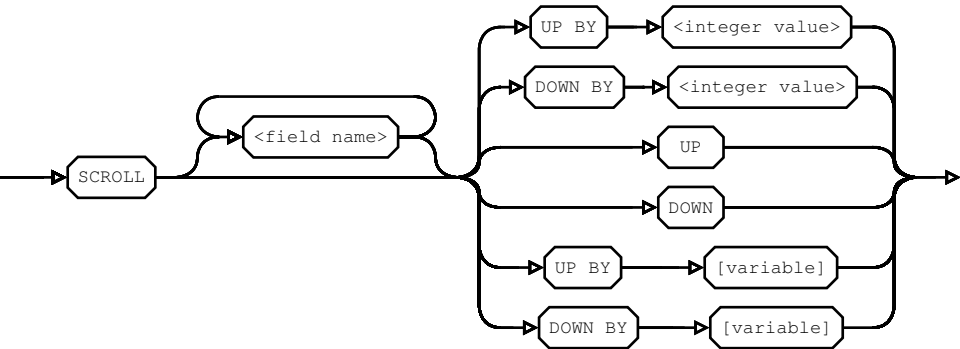 UP BY <integer value>
DOWN BY <integer value>
<field name>
UP
SCROLL
DOWN
UP BY [variable]
DOWN BY [variable]